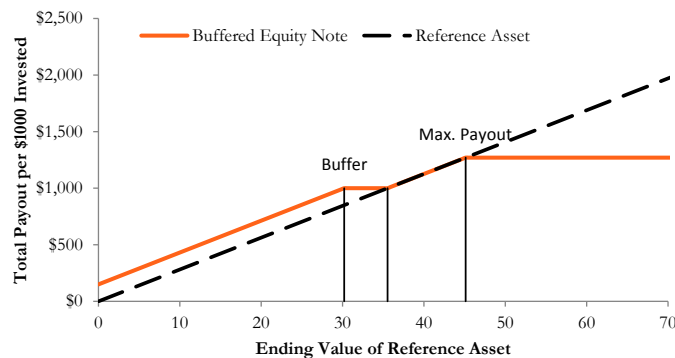 $2,500
Buffered Equity Note
Reference Asset
$2,000
$1,500
Max. Payout
Buffer
$1,000
$500
$0
Total Payout per $1000 Invested
0 10 20 30 40 50 60 70
Ending Value of Reference Asset